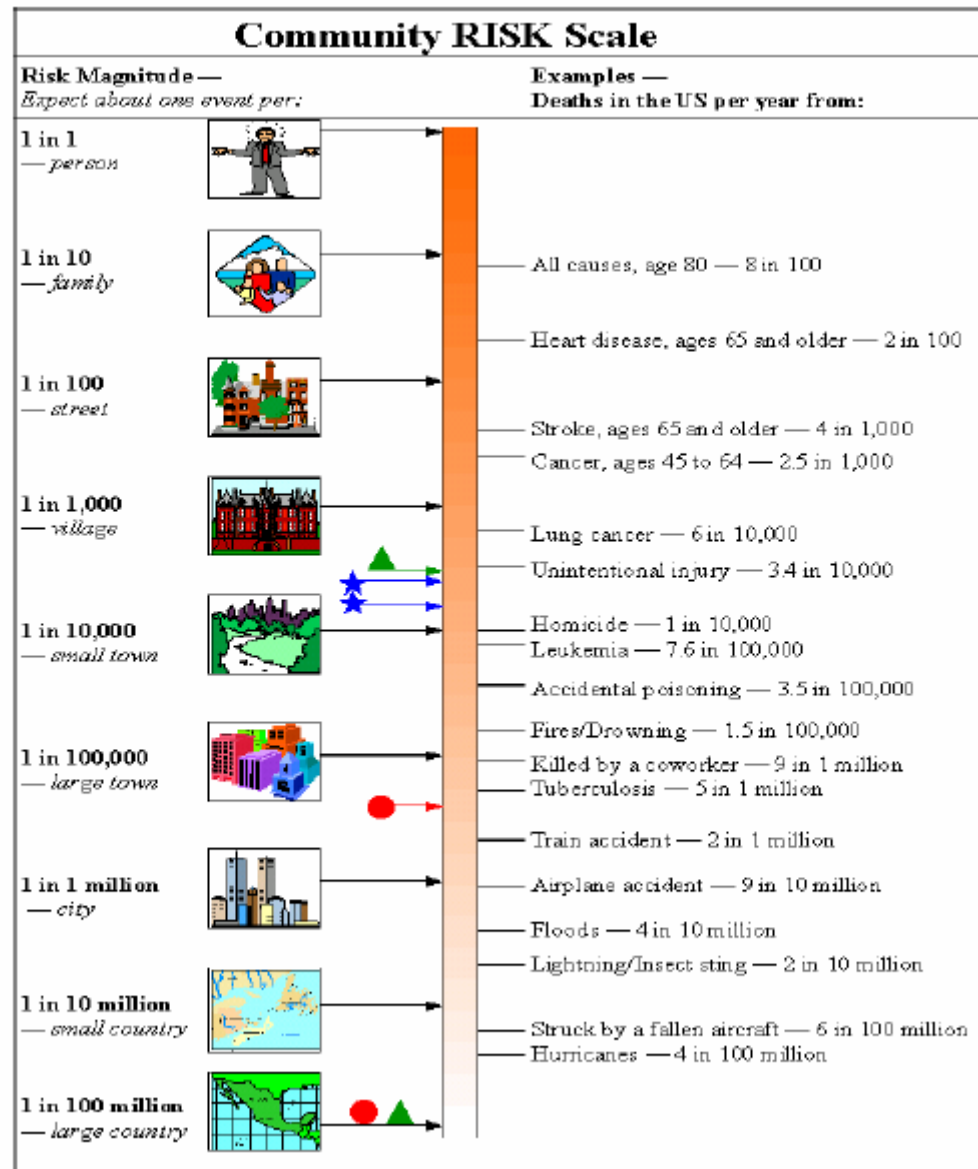 Community RISK Scale
Risk Magnitude —
Expect about one event per:
Examples —
Deaths in the US per year from:
1 in 1
— person
1 in 10
— family
1 in 100
— street
1 in 1,000
— village
1 in 10,000
— small town
1 in 100,000
— large town
1 in 1 million
— city
1 in 10 million
— small country
1 in 100 million
— large country
All causes, age 80 — 8 in 100
Heart disease, ages 65 and older — 2 in 100
Stroke, ages 65 and older — 4 in 1,000
Cancer, ages 45 to 64 — 2.5 in 1,000
Lung cancer — 6 in 10,000
Unintentional injury — 3.4 in 10,000
Homicide — 1 in 10,000
Leukemia — 7.6 in 100,000
Accidental poisoning — 3.5 in 100,000
Fires/Drowning — 1.5 in 100,000
Killed by a coworker — 9 in 1 million
Tuberculosis — 5 in 1 million
Train accident — 2 in 1 million
Airplane accident — 9 in 10 million
Floods — 4 in 10 million
Lightning/Insect sting — 2 in 10 million
Struck by a fallen aircraft — 6 in 100 million
Hurricanes — 4 in 100 million